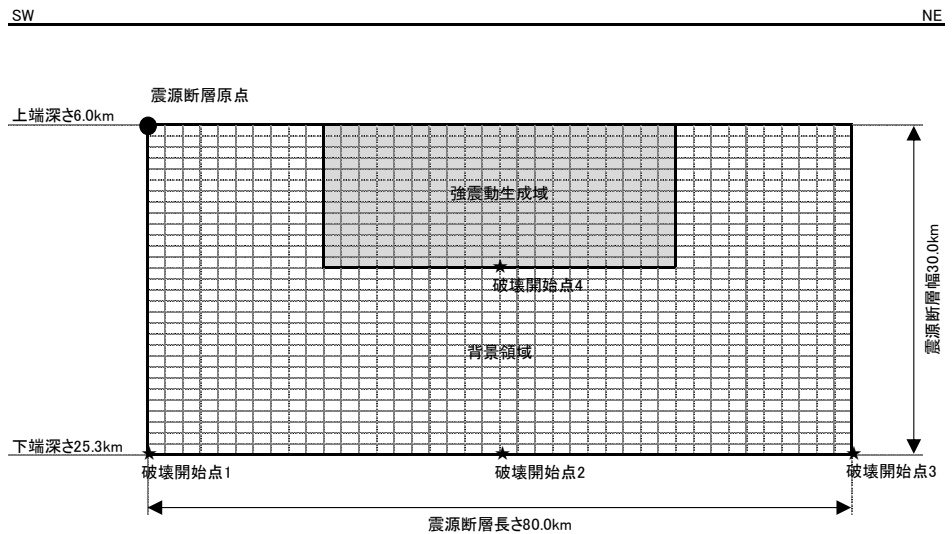 SW
NE
震源断層原点
上端深さ6.0km
強震動生成域
破壊開始点4
震源断層幅30.0km
背景領域
下端深さ25.3km
破壊開始点1
破壊開始点2
破壊開始点3
震源断層長さ80.0km